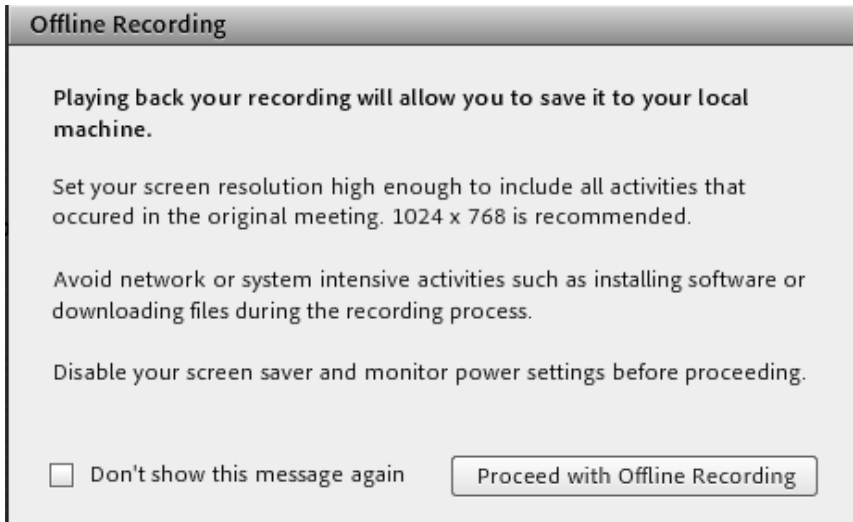 Offline Recording
Playing back your recording will allow you to save it to your local
machine.
Set your screen resolution high enough to include all activities that
occured in the original meeting. 1024 x 768 is recommended.
Avoid network or system intensive activities such as installing software or
downloading files during the recording process.
Disable your screen saver and monitor power settings before proceeding.
Don't show this message again
Proceed with Offline Recording